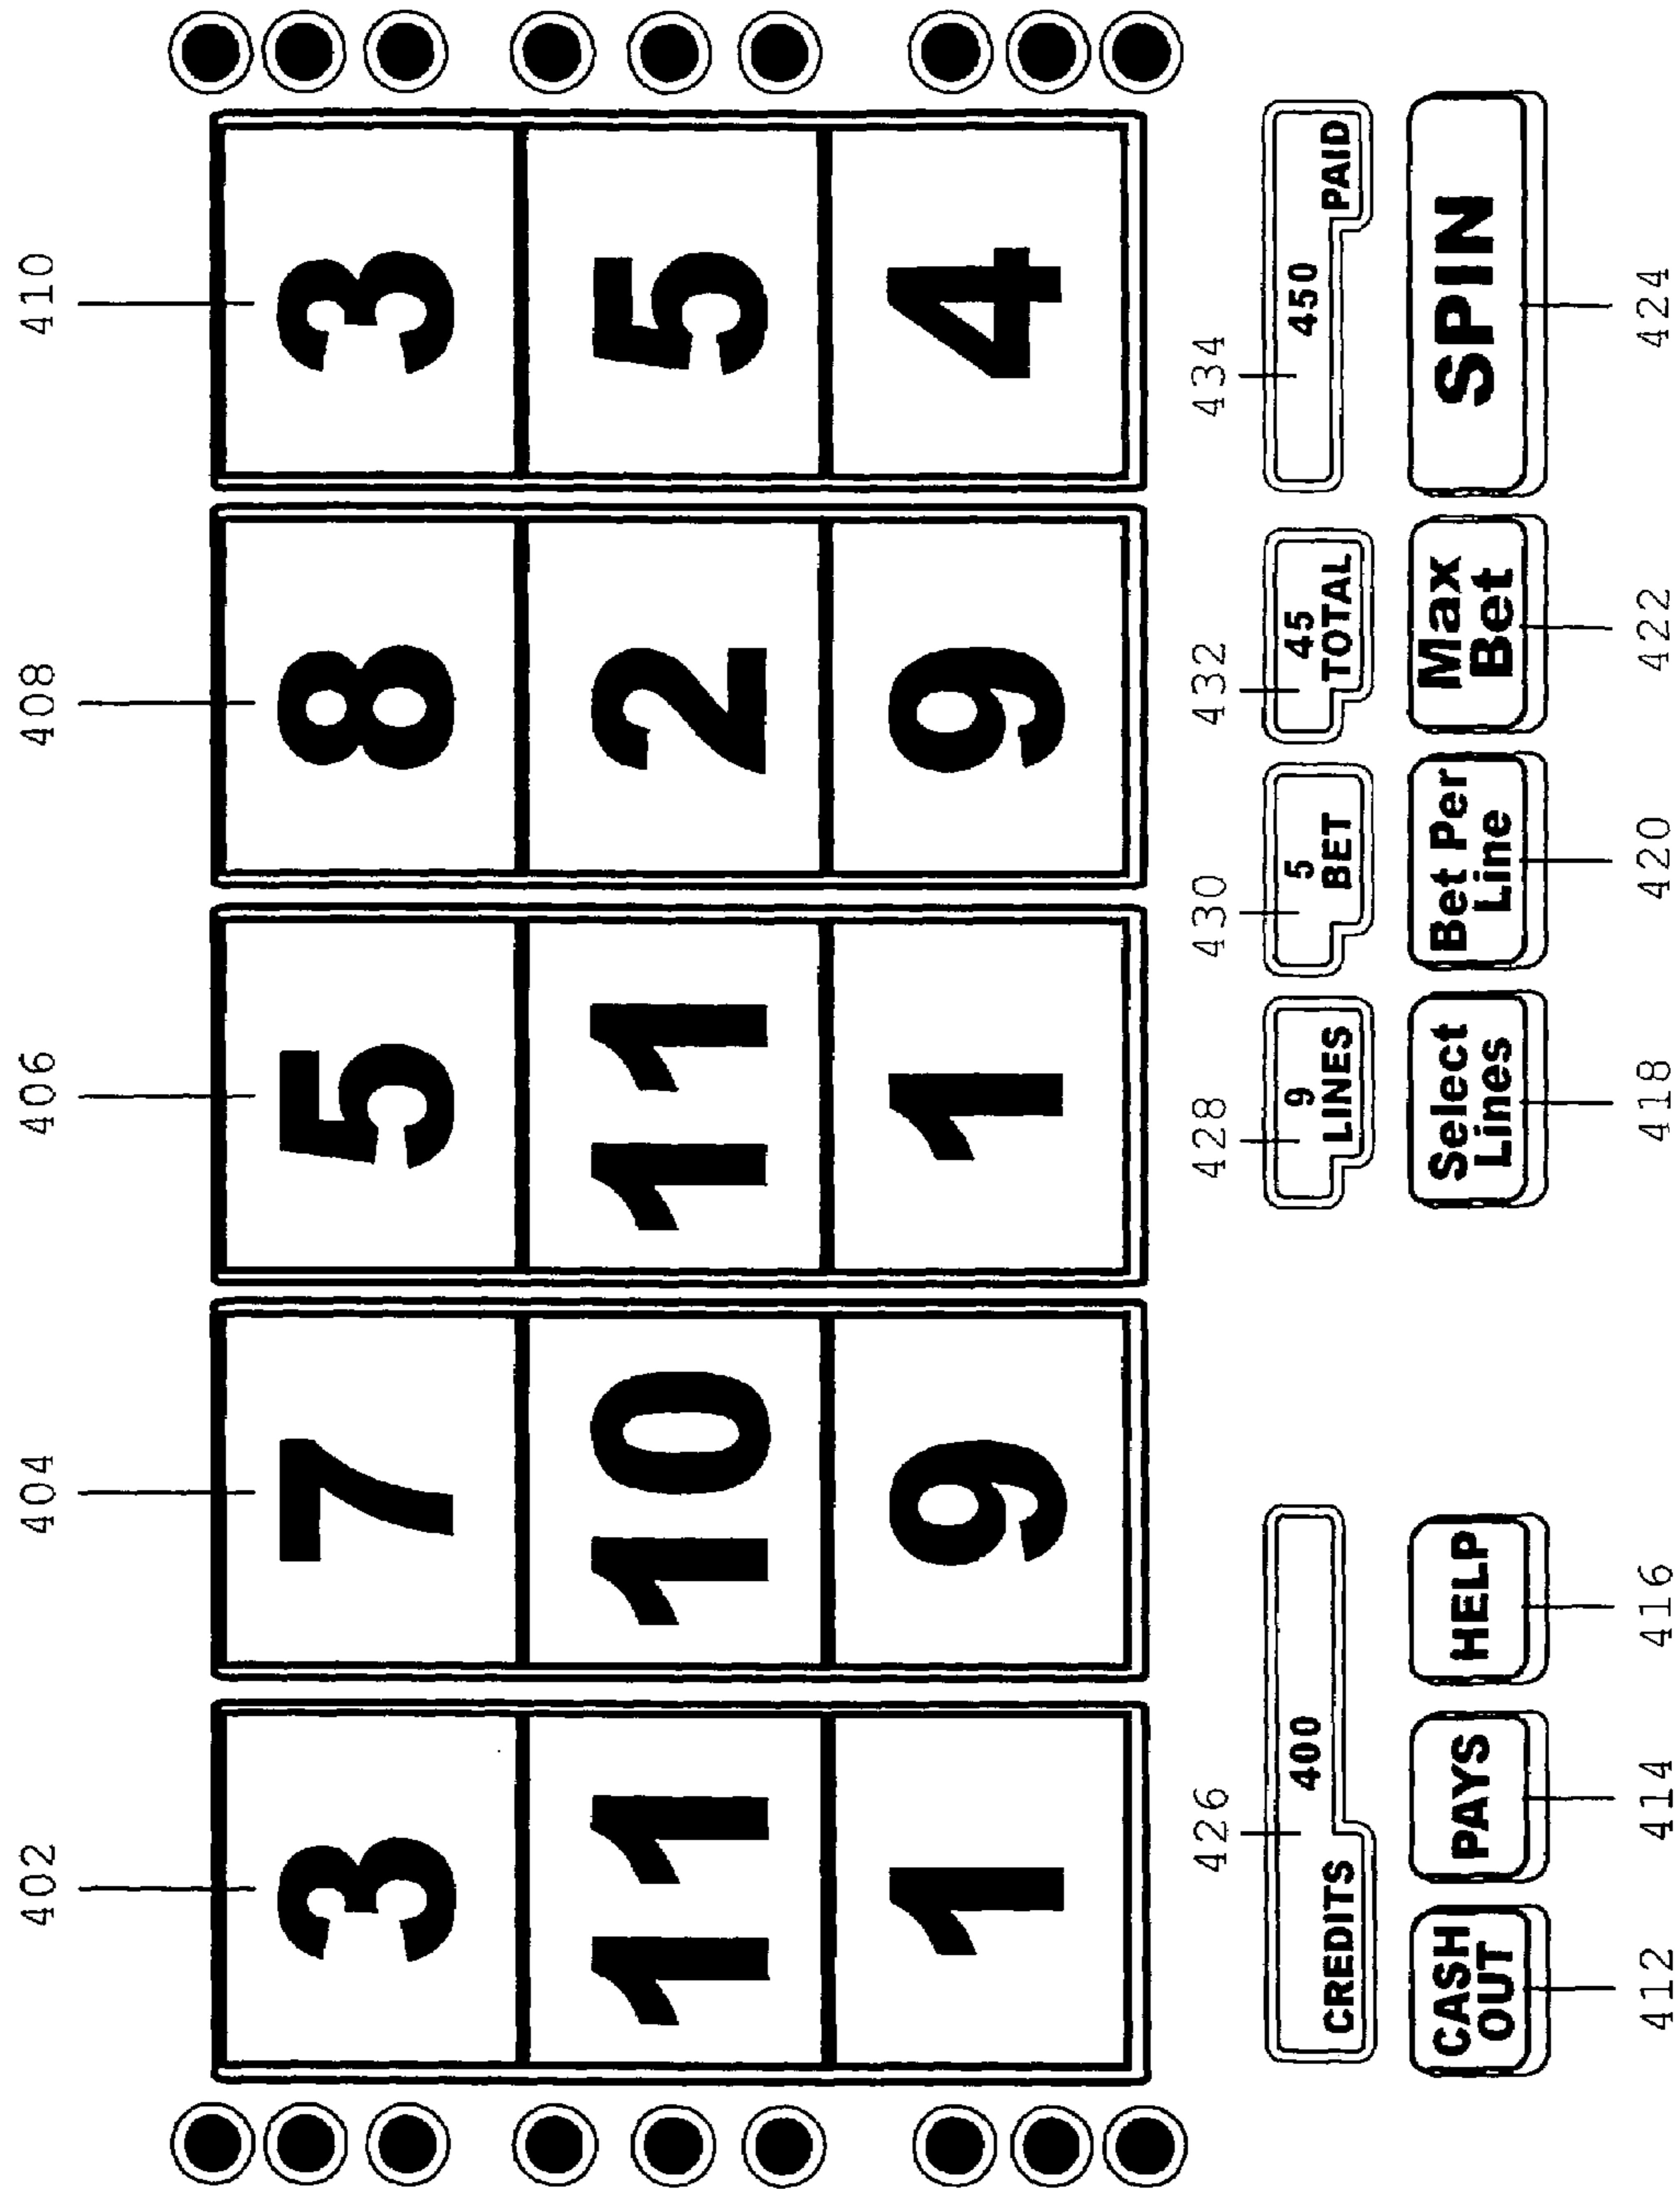 402 404 406 408 410
3 7 5 8 3
11 10 11 2 5
1 9 1 9 4
426 428 430 432 434
400 9 5 45 450
CREDITS LINES BET TOTAL PAID
CASH OUT PAYS HELP Select Lines Bet Per Line Max Bet SPIN
412 414 416 418 420 422 424